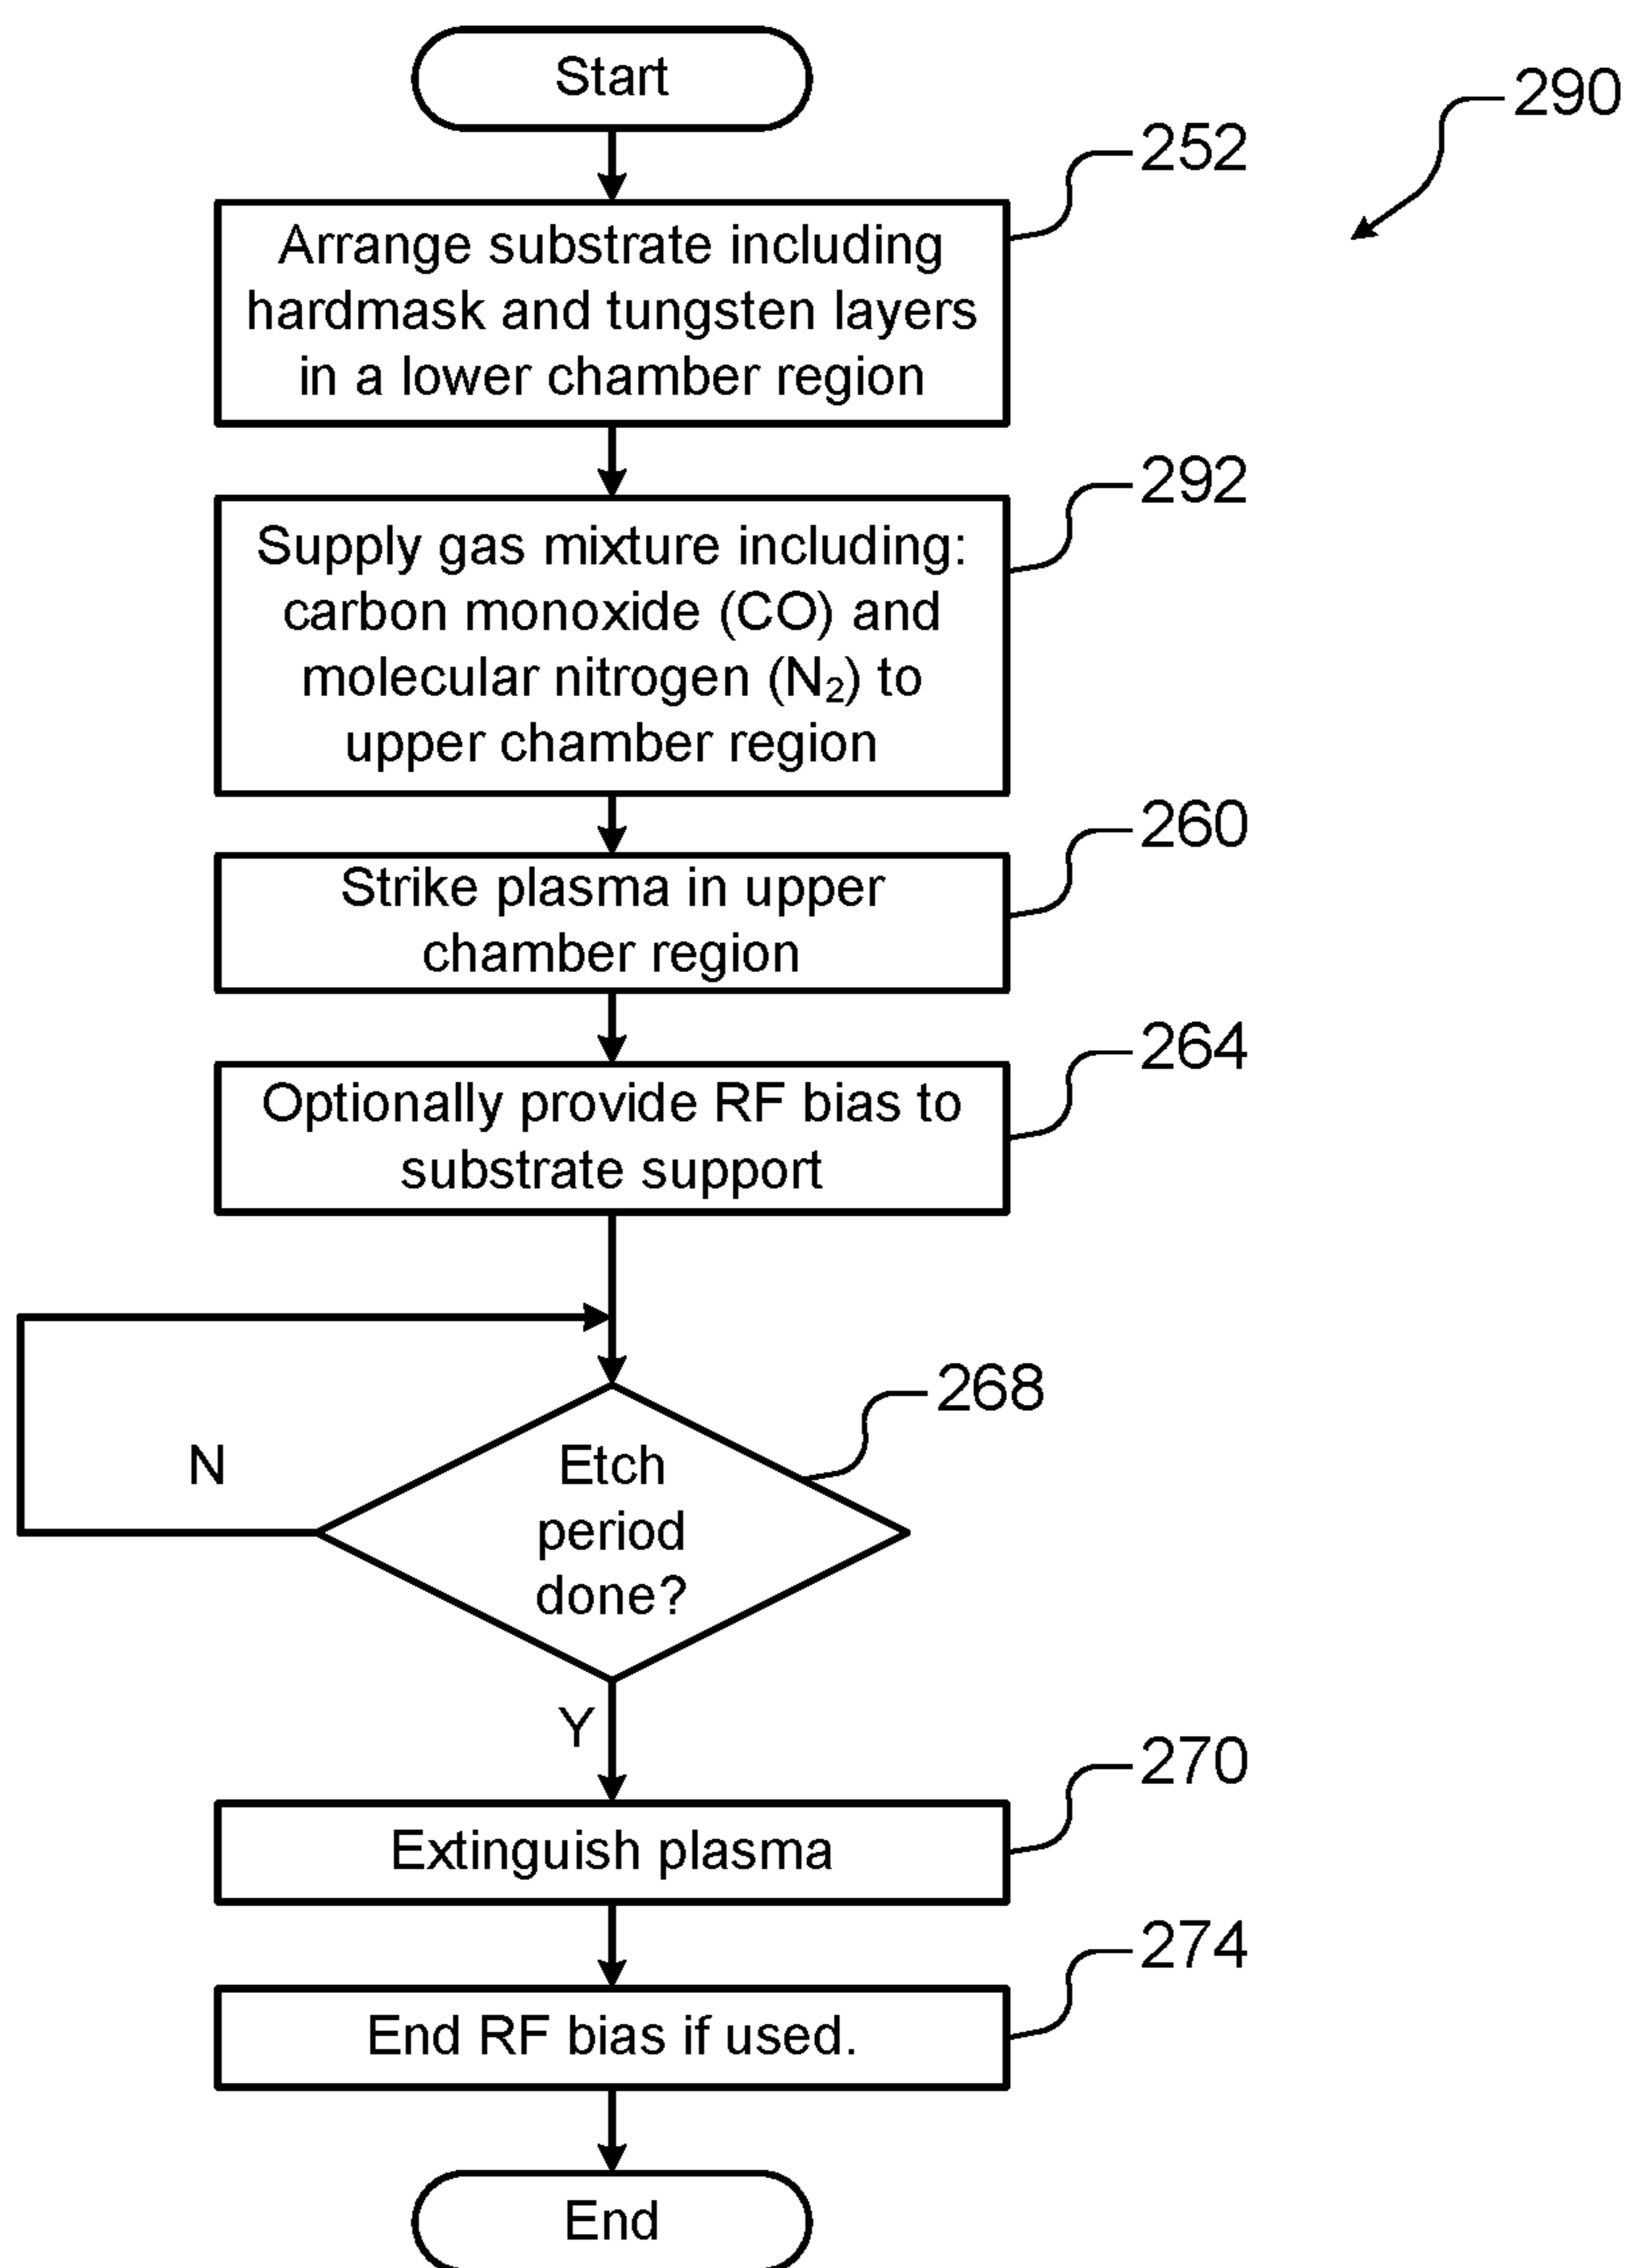 Start
290
252
Arrange substrate including
hardmask and tungsten layers
in a lower chamber region
292
Supply gas mixture including:
carbon monoxide (CO) and
molecular nitrogen (N₂) to
upper chamber region
260
Strike plasma in upper
chamber region
264
Optionally provide RF bias to
substrate support
268
N
Etch
period
done?
Y
270
Extinguish plasma
274
End RF bias if used.
End